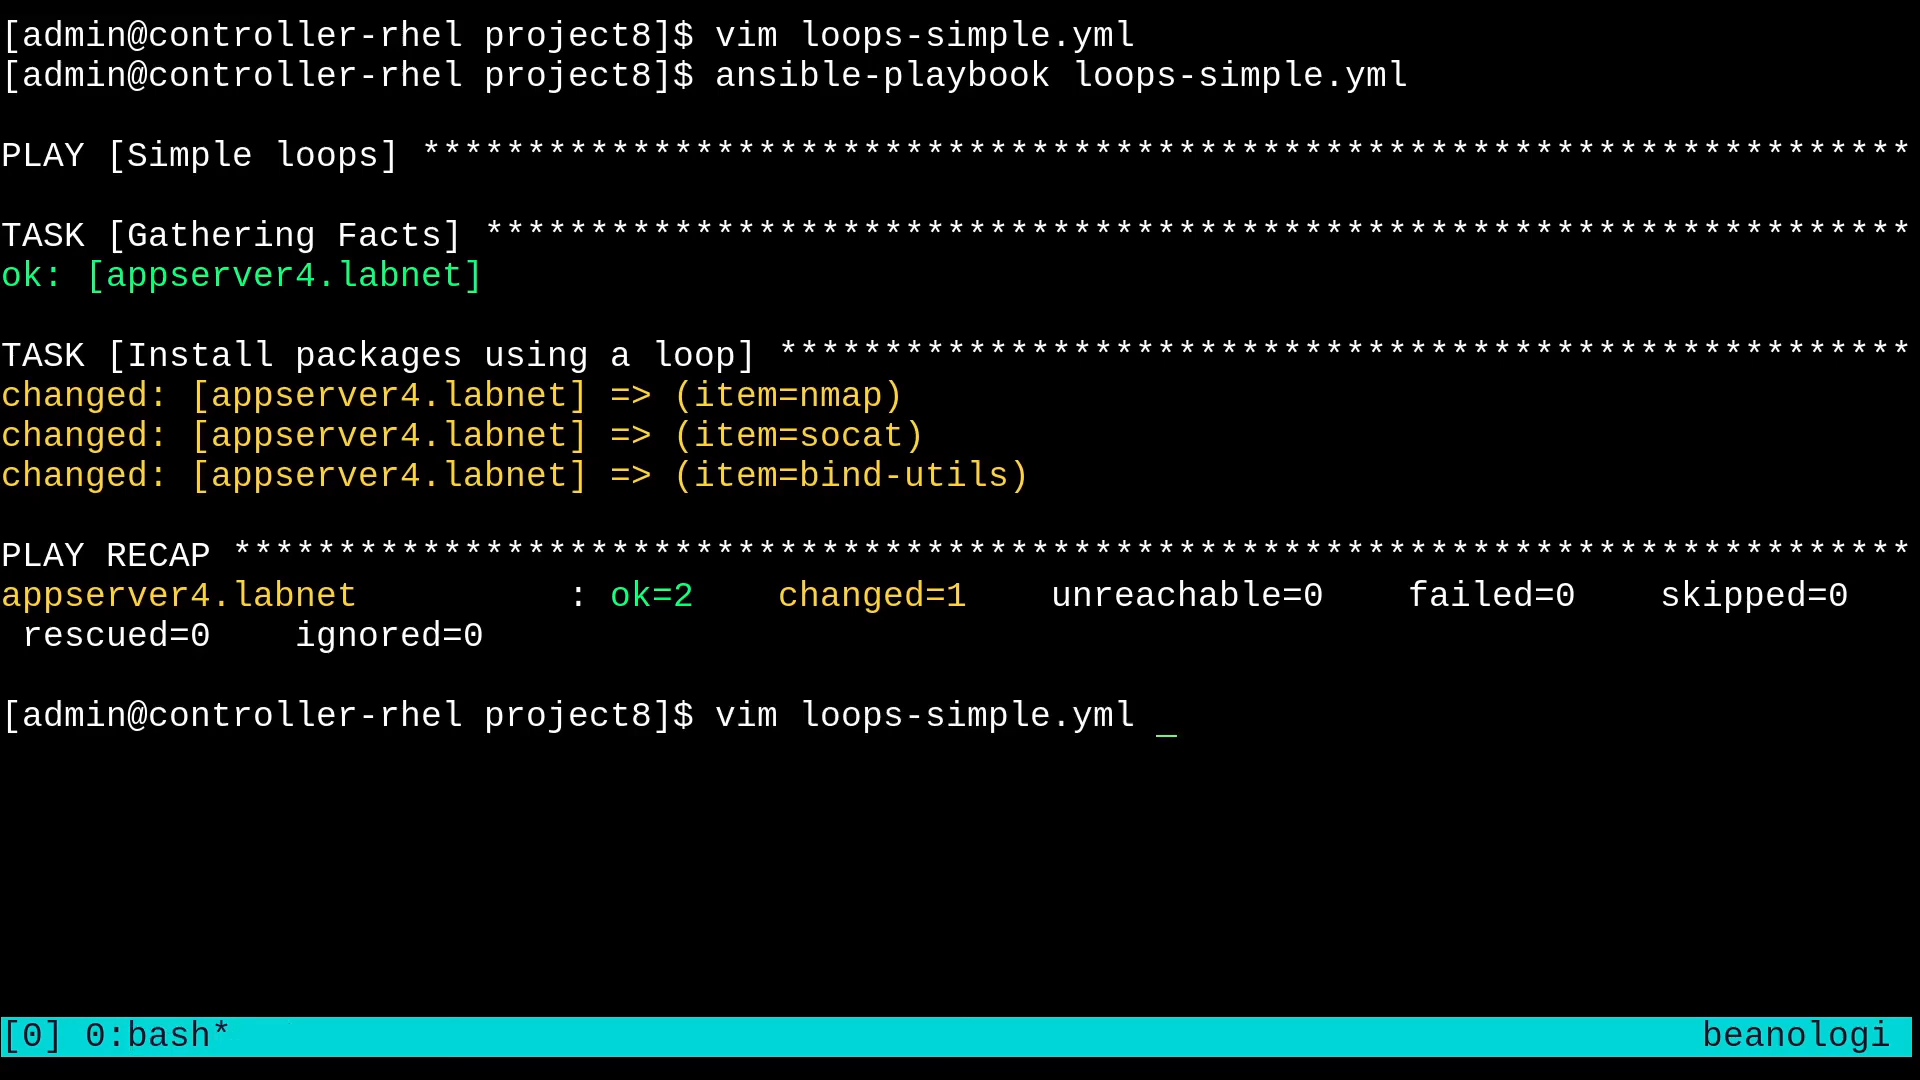 [admin@controller-rhel project8]$ vim loops-simple.yml
[admin@controller-rhel project8]$ ansible-playbook loops-simple.yml
PLAY [Simple loops] ***********************************************************************
TASK [Gathering Facts] ********************************************************************
ok: [appserver4.labnet]
TASK [Install packages using a loop] ******************************************************
changed: [appserver4.labnet] => (item=nmap)
changed: [appserver4.labnet] => (item=socat)
changed: [appserver4.labnet] => (item=bind-utils)
PLAY RECAP ********************************************************************************
appserver4.labnet          : ok=2    changed=1    unreachable=0    failed=0    skipped=0
 rescued=0    ignored=0
[admin@controller-rhel project8]$ vim loops-simple.yml _
[0] 0:bash* beanologi